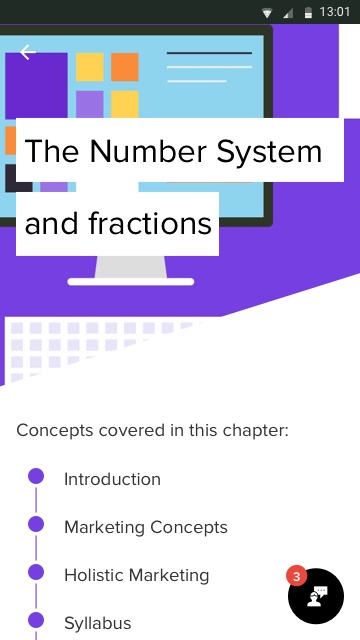 13:01
The Number System
and fractions
Concepts covered in this chapter:
Introduction
Marketing Concepts
Holistic Marketing
3
Syllabus